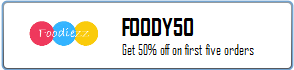 Foodiezz
FOODY50
Get 50% off on first five orders